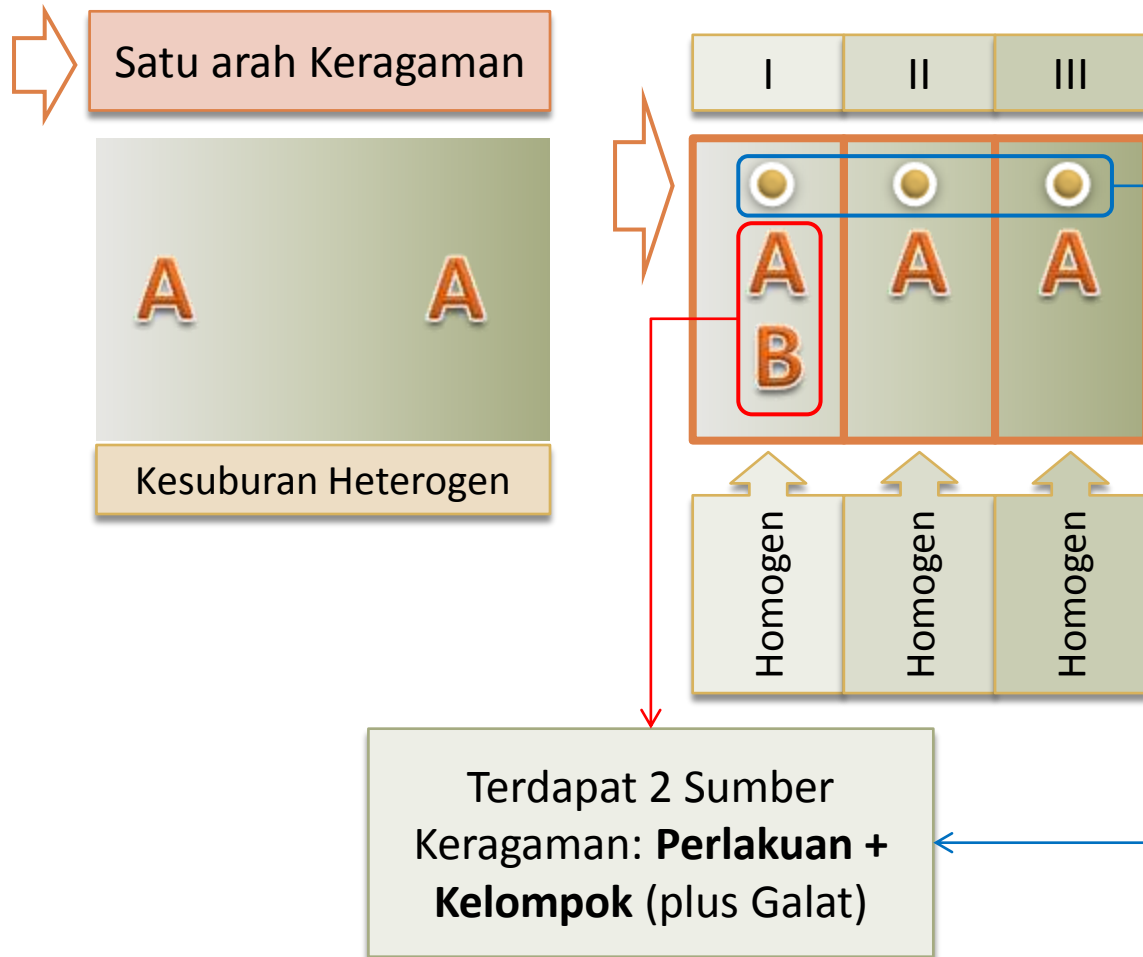 Satu arah Keragaman
A A
Kesuburan Heterogen
I II III
A A A
B
Homogen
Homogen
Homogen
Terdapat 2 Sumber
Keragaman: Perlakuan +
Kelompok (plus Galat)